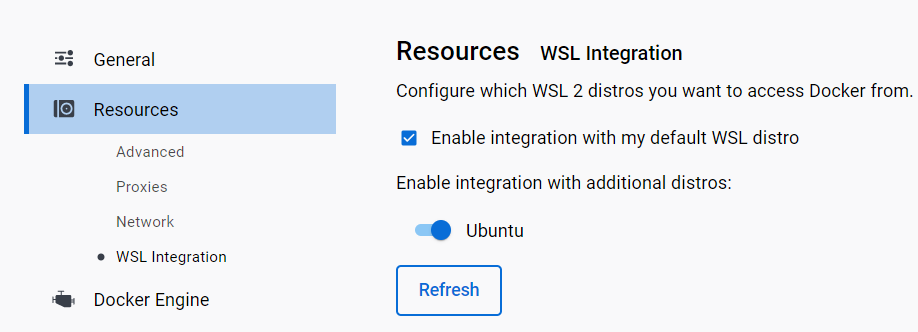 General
Resources
Advanced
Proxies
Network
WSL Integration
Docker Engine
Resources WSL Integration
Configure which WSL 2 distros you want to access Docker from.
Enable integration with my default WSL distro
Enable integration with additional distros:
Ubuntu
Refresh